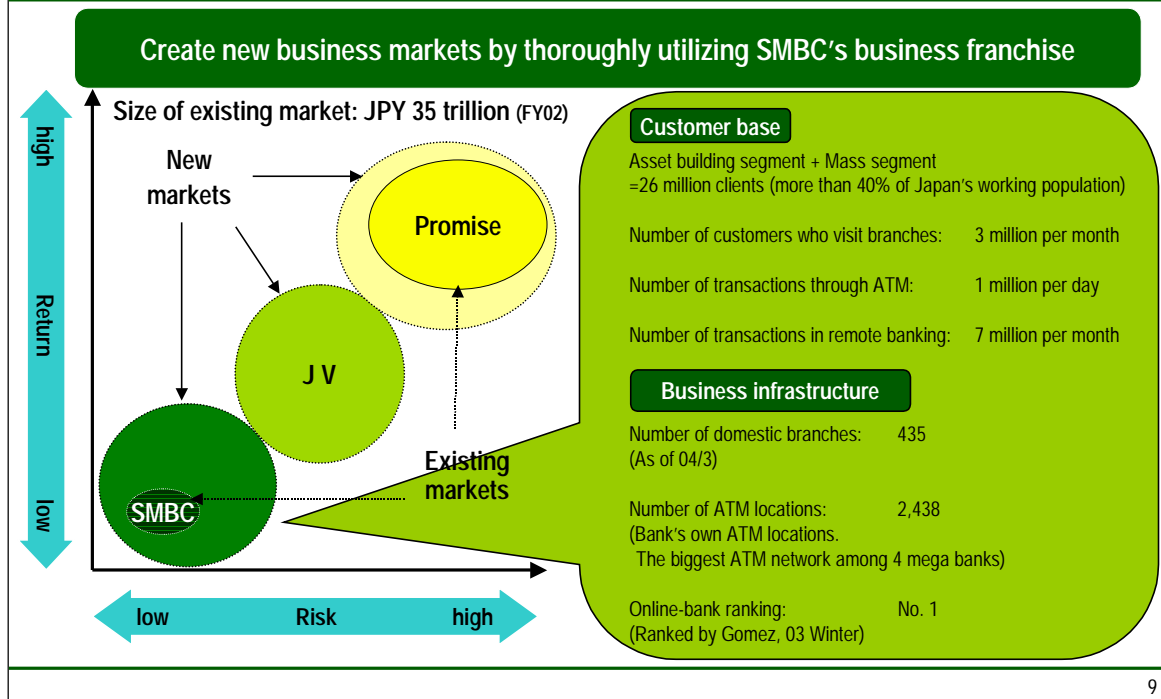 Create new business markets by thoroughly utilizing SMBC's business franchise
Size of existing market: JPY 35 trillion (FY02)
high
Return
low
New
markets
Promise
J V
Existing
markets
SMBC
low Risk high
Customer base
Asset building segment + Mass segment
=26 million clients (more than 40% of Japan's working population)
Number of customers who visit branches: 3 million per month
Number of transactions through ATM: 1 million per day
Number of transactions in remote banking: 7 million per month
Business infrastructure
Number of domestic branches: 435
(As of 04/3)
Number of ATM locations: 2,438
(Bank's own ATM locations.
The biggest ATM network among 4 mega banks)
Online-bank ranking: No. 1
(Ranked by Gomez, 03 Winter)
9